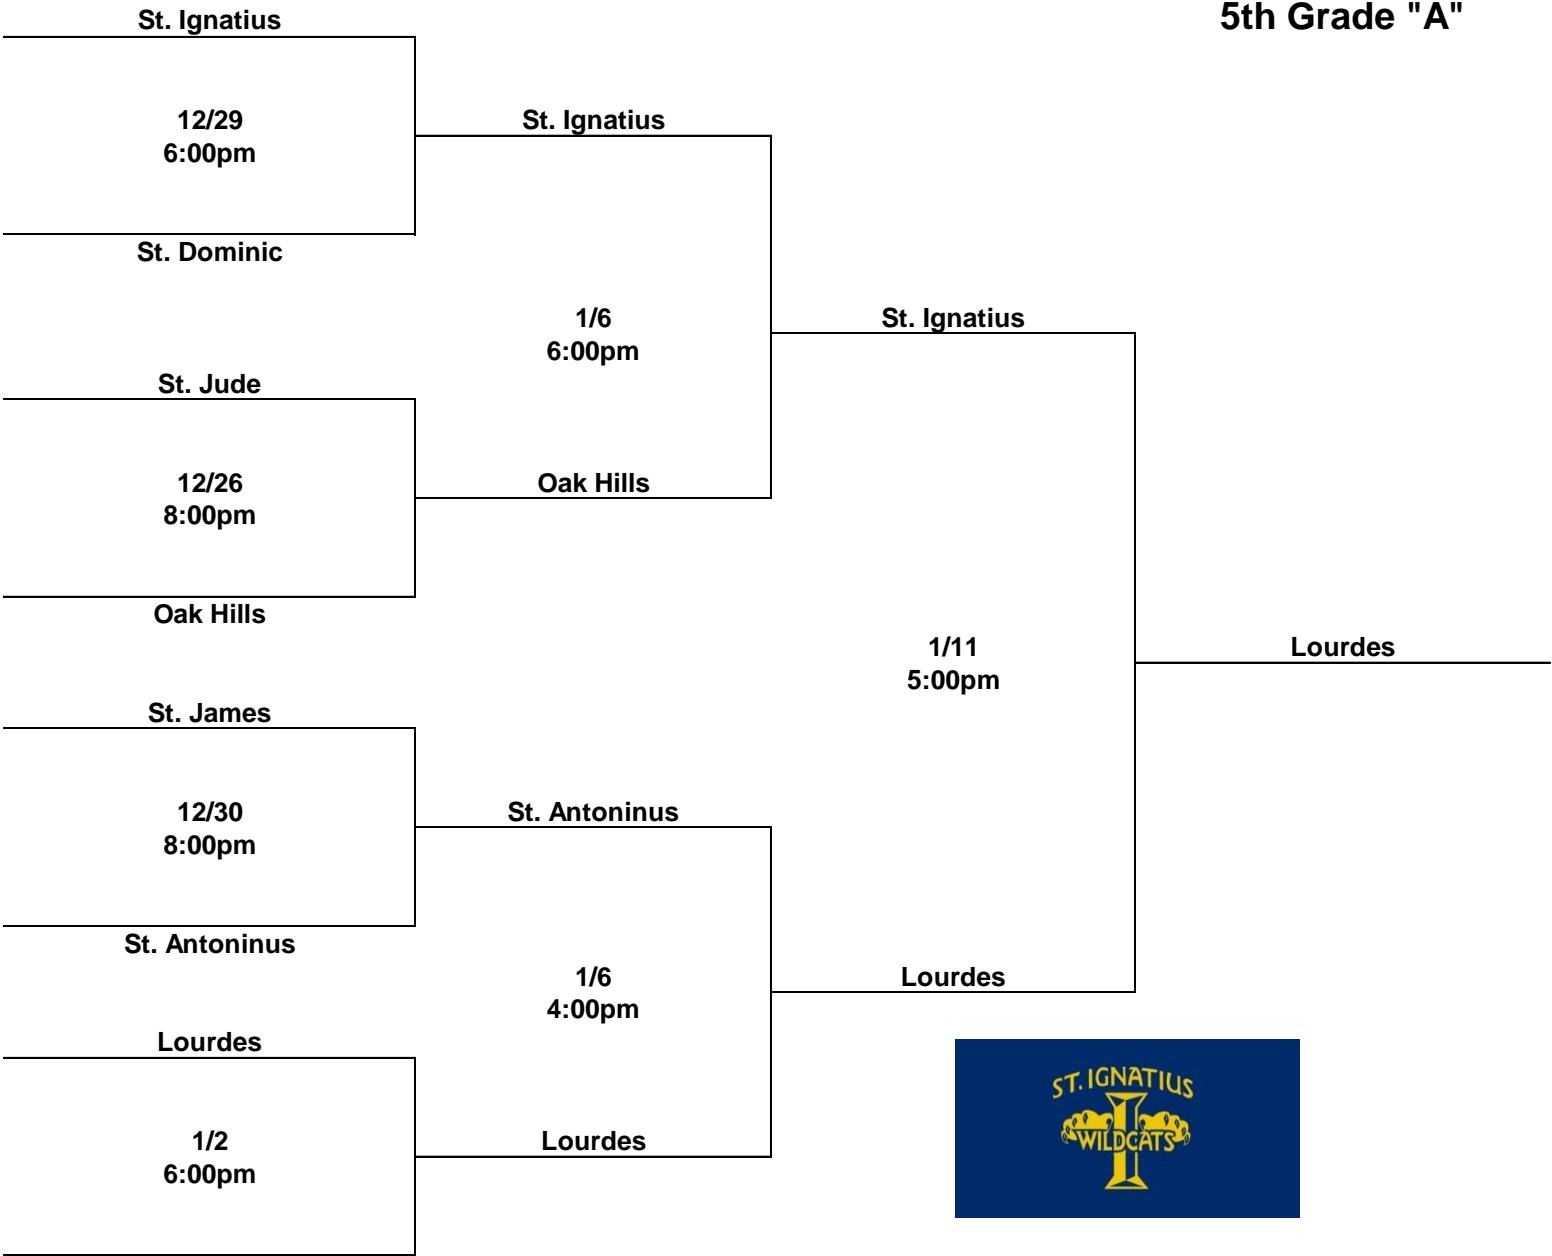 5th Grade "A"
St. Ignatius
12/29
6:00pm
St. Dominic
St. Jude
12/26
8:00pm
Oak Hills
St. James
12/30
8:00pm
St. Antoninus
Lourdes
1/2
6:00pm
St. Ignatius
1/6
6:00pm
Oak Hills
St. Antoninus
1/6
4:00pm
Lourdes
St. Ignatius
1/11
5:00pm
Lourdes
Lourdes
ST. IGNATIUS
I
WILDCATS